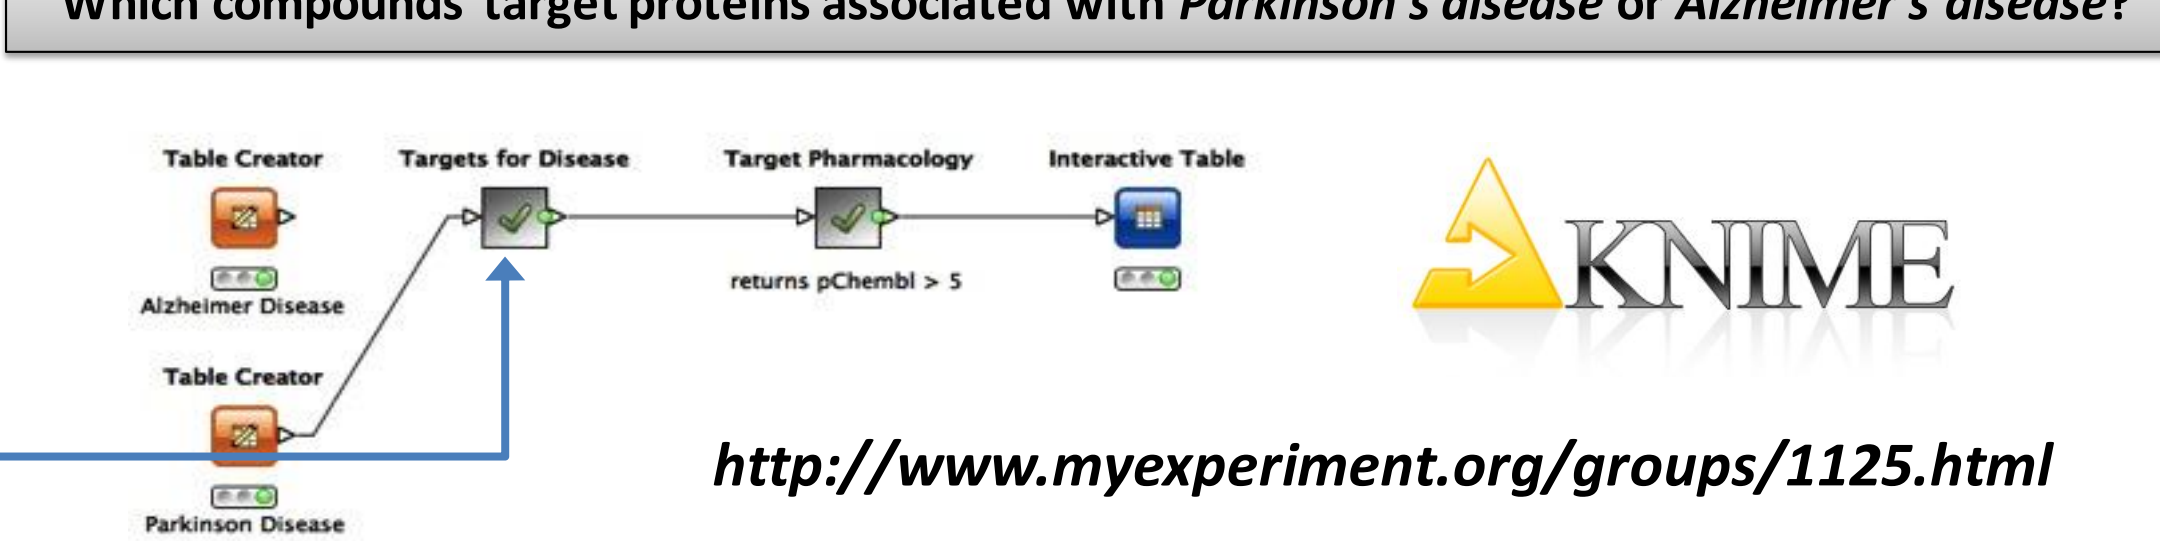 Which compounds' target proteins associated with Parkinson's disease or Alzheimer's disease?
Table Creator
Targets for Disease
Target Pharmacology
Interactive Table
returns pChembl > 5
Alzheimer Disease
KNIME
Table Creator
http://www.myexperiment.org/groups/1125.html
Parkinson Disease